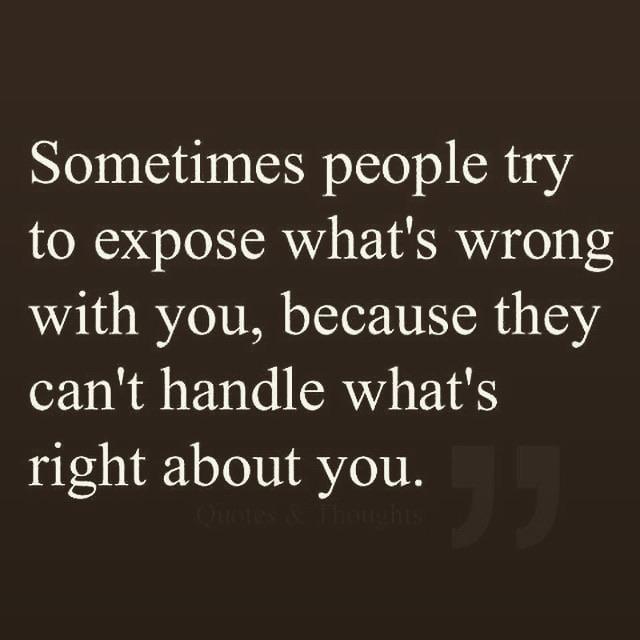 Sometimes people try
to expose what's wrong
with you, because they
can't handle what's
right about you.
Quotes & Thoughts
”